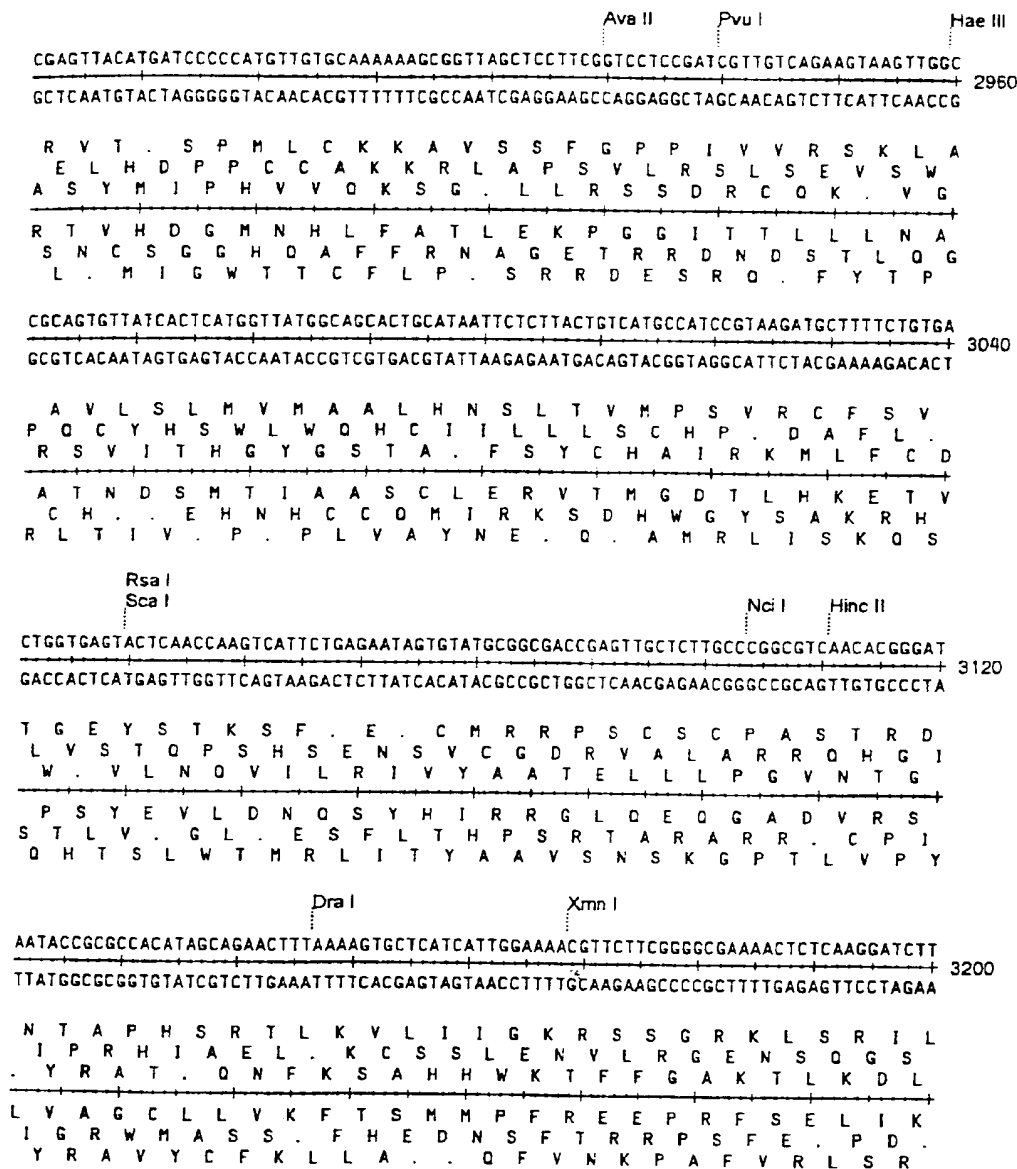 Ava II Pvu I Hae III
CGAGTTACATGATCCCCCATGTTGTGCAAAAAAGCGGTTAGCTCCTTCGGTCCTCCGATCGTTGTCAGAAGTAAGTTGGC
2960
GCTCAATGTACTAGGGGGTACAACACGTTTTTTCGCCAATCGAGGAAGCCAGGAGGCTAGCAACAGTCTTCATTCAACCG
R V T . S P M L C K K A V S S F G P P I V V R S K L A
E L H D P P C C A K K R L A P S V L R S L S E V S W
A S Y M I P H V V Q K S G . L L R S S D R C Q K . V G
R T V H D G M N H L F A T L E K P G G I T T L L L N A
S N C S G G H Q A F F R N A G E T R R D N D S T L Q G
L . M I G W T T C F L P . S R R D E S R Q . F Y T P
CGCAGTGTTATCACTCATGGTTATGGCAGCACTGCATAATTCTCTTACTGTCATGCCATCCGTAAGATGCTTTTCTGTGA
3040
GCGTCACAATAGTGAGTACCAATACCGTCGTGACGTATTAAGAGAATGACAGTACGGTAGGCATTCTACGAAAAGACACT
A V L S L M V M A A L H N S L T V M P S V R C F S V
P Q C Y H S W L W Q H C I I L L L S C H P . D A F L .
R S V I T H G Y G S T A . F S Y C H A I R K M L F C D
A T N D S M T I A A S C L E R V T M G D T L H K E T V
C H . . E H N H C C Q M I R K S D H W G Y S A K R H
R L T I V . P . P L V A Y N E . Q . A M R L I S K Q S
Rsa I
Sca I
Nci I Hinc II
CTGGTGAGTACTCAACCAAGTCATTCTGAGAATAGTGTATGCGGCGACCGAGTTGCTCTTGCCCGGCGTCAACACGGGAT
3120
GACCACTCATGAGTTGGTTCAGTAAGACTCTTATCACATACGCCGCTGGCTCAACGAGAACGGGCCGCAGTTGTGCCCTA
T G E Y S T K S F . E . C M R R P S C S C P A S T R D
L V S T Q P S H S E N S V C G D R V A L A R R Q H G I
W . V L N Q V I L R I V Y A A T E L L L P G V N T G
P S Y E V L D N Q S Y H I R R G L Q E Q G A D V R S
S T L V . G L . E S F L T H P S R T A R A R R . C P I
Q H T S L W T M R L I T Y A A V S N S K G P T L V P Y
Dra I Xmn I
AATACCGCGCCACATAGCAGAACTTTAAAAGTGCTCATCATTGGAAAACGTTCTTCGGGGCGAAAACTCTCAAGGATCTT
3200
TTATGGCGCGGTGTATCGTCTTGAAATTTTCACGAGTAGTAACCTTTTGCAAGAAGCCCCGCTTTTGAGAGTTCCTAGAA
N T A P H S R T L K V L I I G K R S S G R K L S R I L
I P R H I A E L . K C S S L E N V L R G E N S Q G S
. Y R A T . Q N F K S A H H W K T F F G A K T L K D L
L V A G C L L V K F T S M M P F R E E P R F S E L I K
I G R W M A S S . F H E D N S F T R R P S F E . P D .
Y R A V Y C F K L L A . . Q F V N K P A F V R L S R